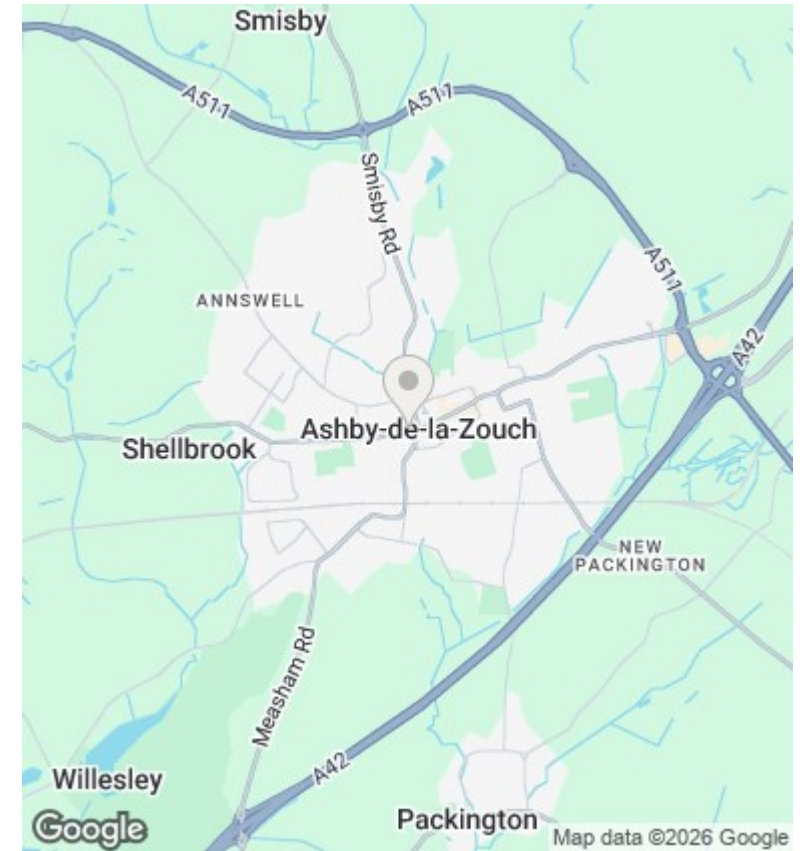 Smisby
A511
A511
Smisby Rd
A511
ANNSWELL
A42
Ashby-de-la-Zouch
Shellbrook
NEW
PACKINGTON
Measham Rd
A42
Willesley
Packington
Google
Map data ©2026 Google